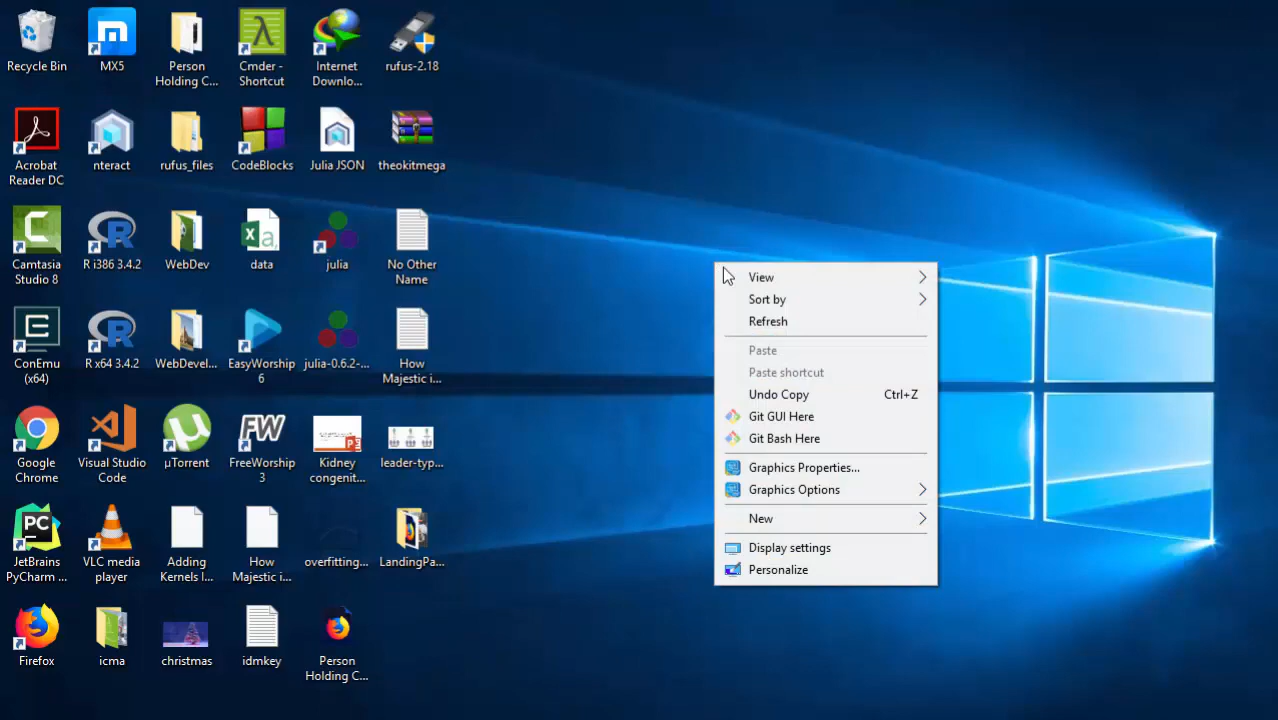 Recycle Bin
MX5
Person
Holding C...
Cmder -
Shortcut
Internet
Downlo...
rufus-2.18
Acrobat
Reader DC
nteract
rufus_files
CodeBlocks
Julia JSON
theokitmega
Camtasia
Studio 8
R i386 3.4.2
WebDev
data
julia
No Other
Name
ConEmu
(x64)
R x64 3.4.2
WebDevel...
EasyWorship
6
julia-0.6.2-...
How
Majestic i...
Google
Chrome
Visual Studio
Code
µTorrent
FW
FreeWorship
3
Kidney
congenit...
leader-typ...
PC
JetBrains
PyCharm ...
VLC media
player
Adding
Kernels I...
How
Majestic i...
overfitting...
LandingPa...
Firefox
icma
christmas
idmkey
Person
Holding C...
View
Sort by
Refresh
Paste
Paste shortcut
Undo Copy Ctrl+Z
Git GUI Here
Git Bash Here
Graphics Properties...
Graphics Options
New
Display settings
Personalize